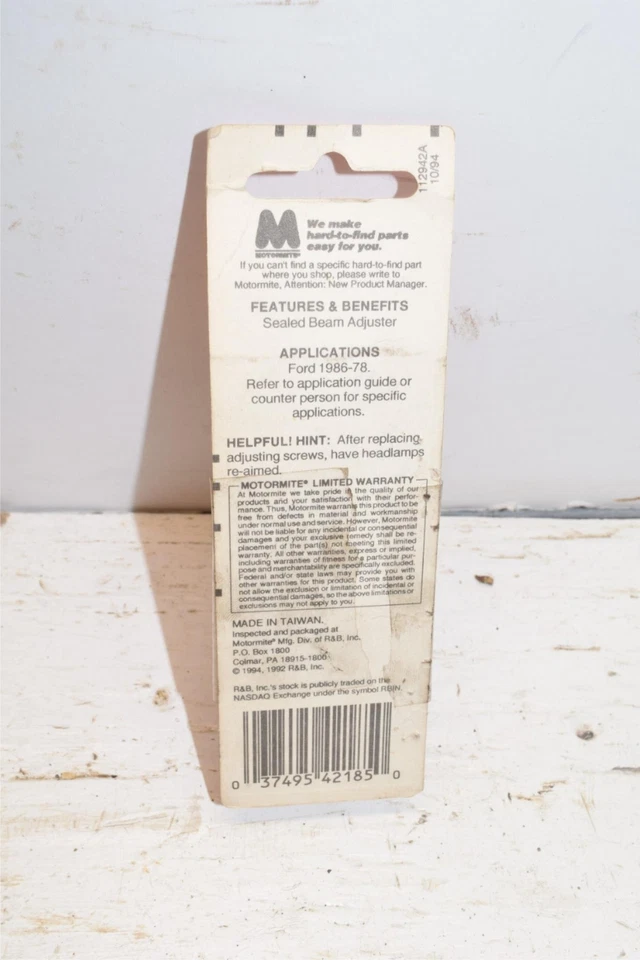 112942A
10/94
M
MOTORMITE®
We make
hard-to-find parts
easy for you.
If you can't find a specific hard-to-find part
where you shop, please write to
Motormite, Attention: New Product Manager.
FEATURES & BENEFITS
Sealed Beam Adjuster
APPLICATIONS
Ford 1986-78.
Refer to application guide or
counter person for specific
applications.
HELPFUL! HINT: After replacing
adjusting screws, have headlamps
re-aimed.
MOTORMITE® LIMITED WARRANTY
At Motormite we take pride in the quality of our
products and your satisfaction with their perfor-
mance. Thus, Motormite warrants this product to be
free from defects in material and workmanship
under normal use and service. However, Motormite
will not be liable for any incidental or consequential
damages and your exclusive remedy shall be re-
placement of the part(s) not meeting this limited
warranty. All other warranties, express or implied,
including warranties of fitness for a particular pur-
pose and merchantability are specifically excluded.
Federal and/or state laws may provide you with
other warranties for this product. Some states do
not allow the exclusion or limitation of incidental or
consequential damages, so the above limitations or
exclusions may not apply to you.
MADE IN TAIWAN.
Inspected and packaged at
Motormite® Mfg. Div. of R&B, Inc.
P.O. Box 1800
Colmar, PA 18915-1800
© 1994, 1992 R&B, Inc.
R&B, Inc.'s stock is publicly traded on the
NASDAQ Exchange under the symbol RBIN.
0 37495 42185 0